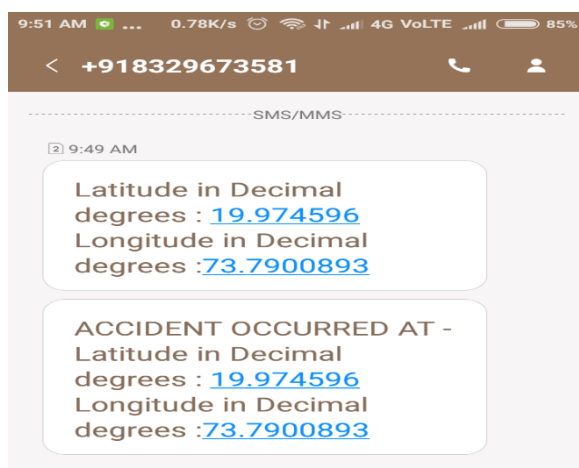 9:51 AM ... 0.78K/s 4G VoLTE 85%
< +918329673581
SMS/MMS
2 9:49 AM
Latitude in Decimal
degrees : 19.974596
Longitude in Decimal
degrees :73.7900893
ACCIDENT OCCURRED AT -
Latitude in Decimal
degrees : 19.974596
Longitude in Decimal
degrees :73.7900893